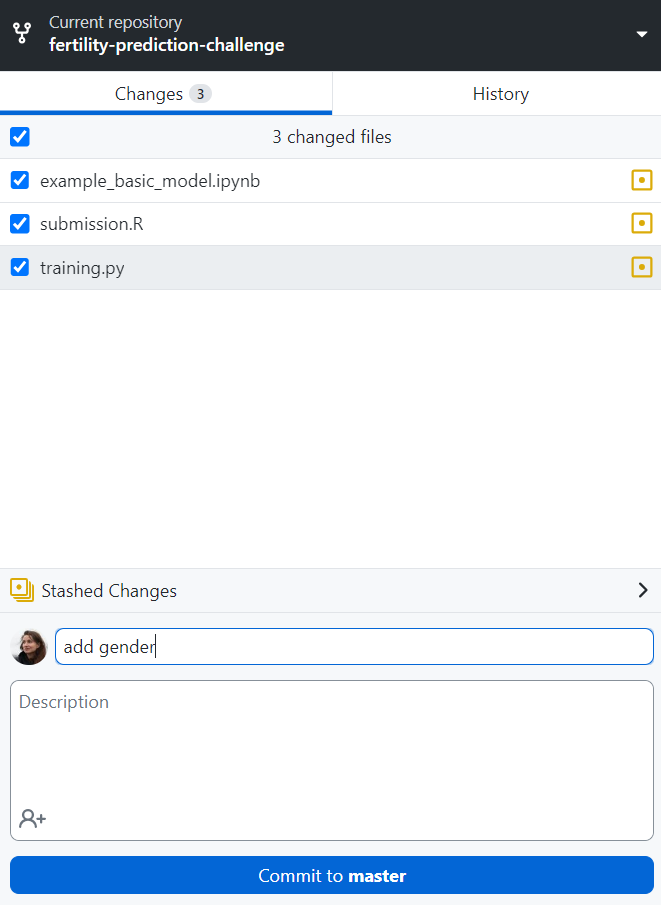 Current repository
fertility-prediction-challenge
Changes 3
History
3 changed files
example_basic_model.ipynb
submission.R
training.py
Stashed Changes
add gender
Description
Commit to master